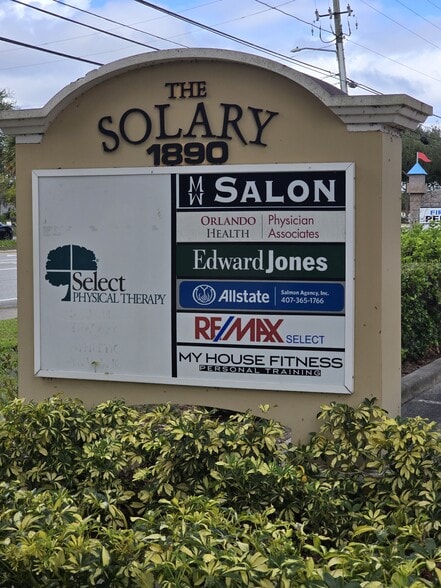 THE
SOLARY
1890
Select
PHYSICAL THERAPY
MW SALON
ORLANDO HEALTH
Physician Associates
Edward Jones
Allstate
Salmon Agency, Inc.
407-365-1766
RE/MAX SELECT
MY HOUSE FITNESS
PERSONAL TRAINING